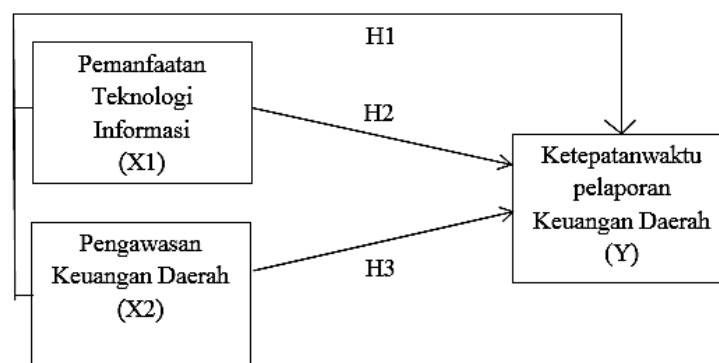 H1
Pemanfaatan
Teknologi
Informasi
(X1)
H2
Ketepatanwaktu
pelaporan
Keuangan Daerah
(Y)
Pengawasan
Keuangan Daerah
(X2)
H3